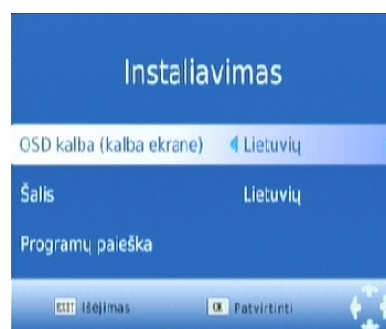 Instaliavimas
OSD kalba (kalba ekrane) Lietuvių
Šalis Lietuvių
Programų paieška
EXIT Išėjimas OK Patvirtinti